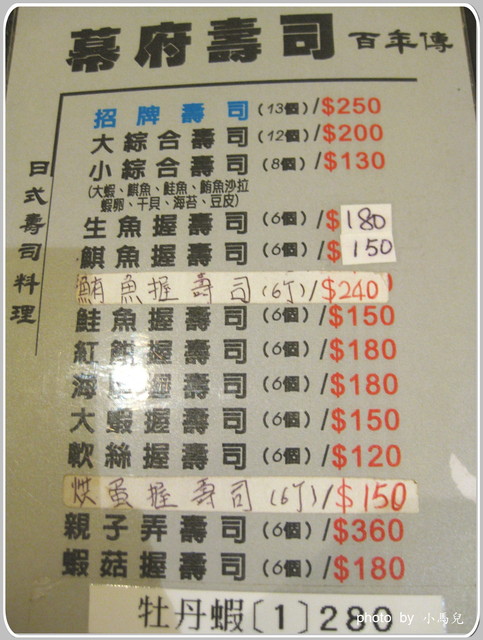 幕府壽司 百年傳
日式壽司料理
招牌壽司(13個)/$250
大綜合壽司(12個)/$200
小綜合壽司(8個)/$130
(大蝦、鯕魚、鮭魚、鮪魚沙拉
蝦卵、干貝、海苔、豆皮)
生魚握壽司(6個)/$180
鯕魚握壽司(6個)/$150
鮪魚握壽司(6丁)/$240
鮭魚握壽司(6個)/$150
紅魽握壽司(6個)/$180
海 握壽司(6個)/$180
大蝦握壽司(6個)/$150
軟絲握壽司(6個)/$120
烘蛋握壽司(6丁)/$150
親子弄壽司(6個)/$360
蝦菇握壽司(6個)/$180
牡丹蝦〔1〕280
photo by 小馬兒